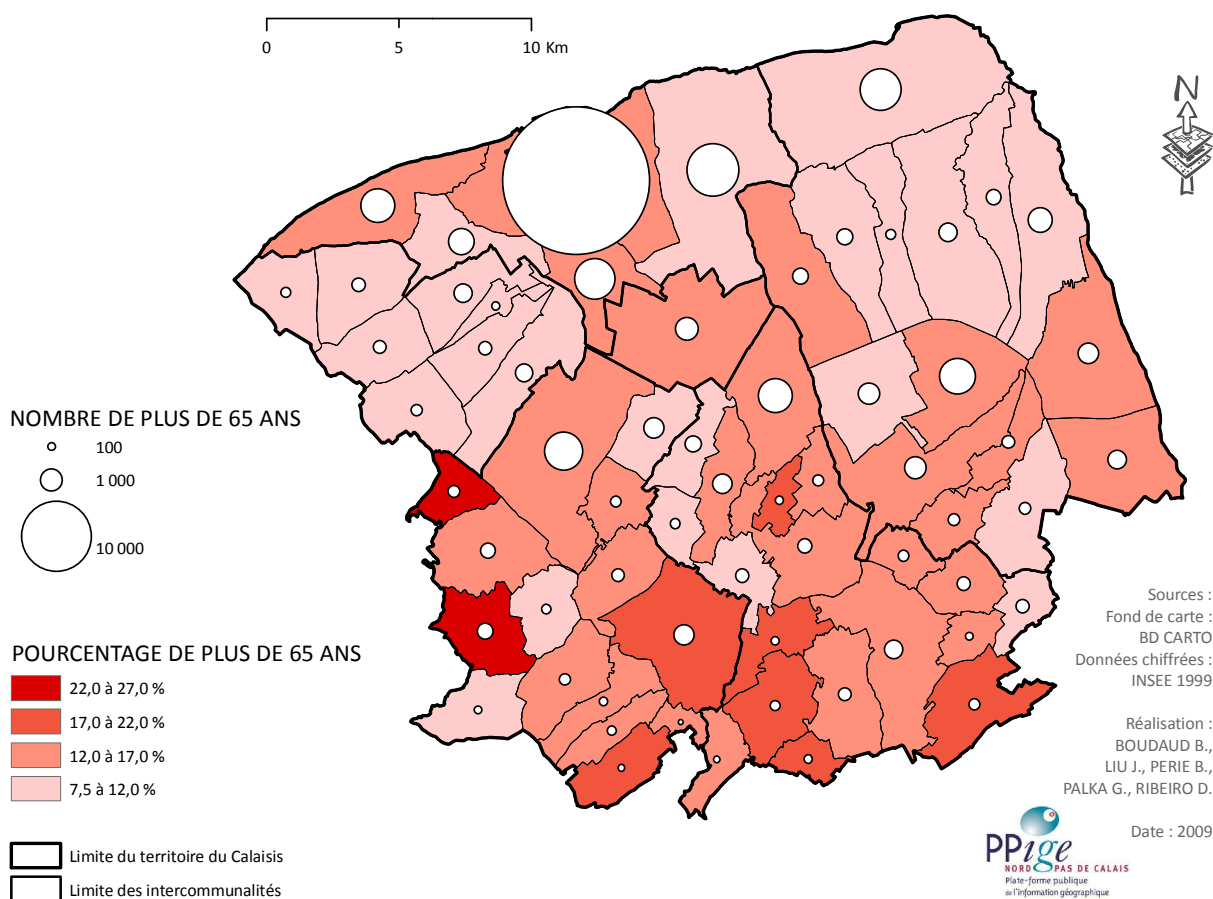 0 5 10 Km
N
NOMBRE DE PLUS DE 65 ANS
100
1 000
10 000
POURCENTAGE DE PLUS DE 65 ANS
22,0 à 27,0 %
17,0 à 22,0 %
12,0 à 17,0 %
7,5 à 12,0 %
Limite du territoire du Calaisis
Limite des intercommunalités
Sources :
Fond de carte :
BD CARTO
Données chiffrées :
INSEE 1999
Réalisation :
BOUDAUD B.,
LIU J., PERIE B.,
PALKA G., RIBEIRO D.
Date : 2009
PPige
NORD PAS DE CALAIS
Plate-forme publique
de l'information géographique